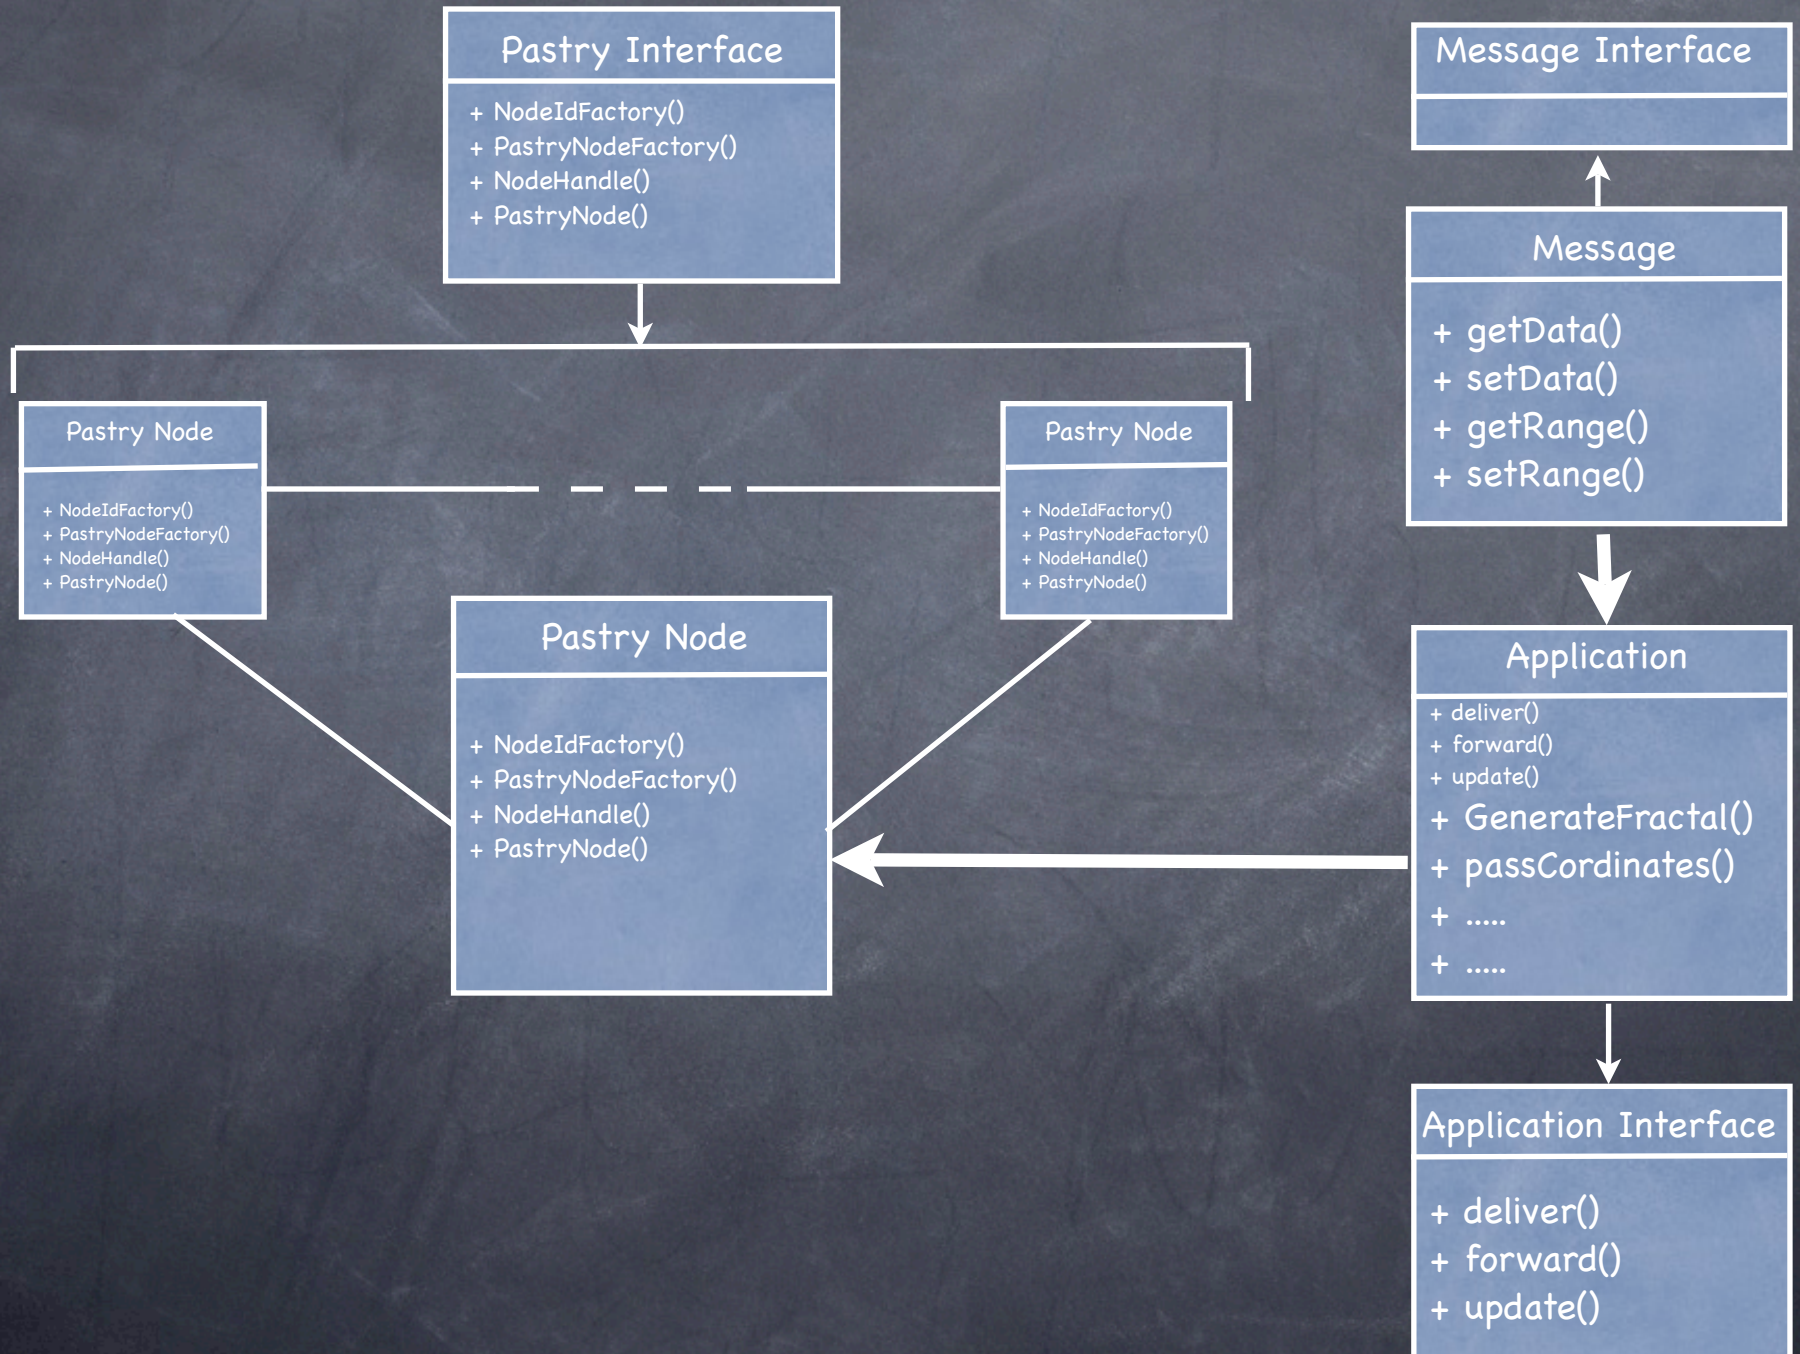 Pastry Interface
+ NodeIdFactory()
+ PastryNodeFactory()
+ NodeHandle()
+ PastryNode()
Pastry Node
+ NodeIdFactory()
+ PastryNodeFactory()
+ NodeHandle()
+ PastryNode()
Pastry Node
+ NodeIdFactory()
+ PastryNodeFactory()
+ NodeHandle()
+ PastryNode()
Pastry Node
+ NodeIdFactory()
+ PastryNodeFactory()
+ NodeHandle()
+ PastryNode()
Message Interface
Message
+ getData()
+ setData()
+ getRange()
+ setRange()
Application
+ deliver()
+ forward()
+ update()
+ GenerateFractal()
+ passCordinates()
+ .....
+ .....
Application Interface
+ deliver()
+ forward()
+ update()